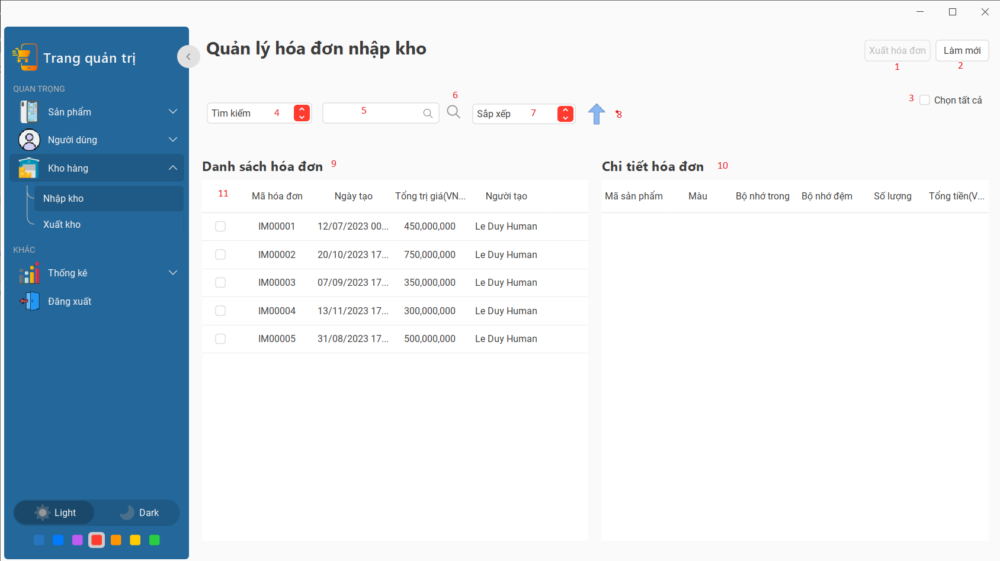 Trang quản trị
QUAN TRỌNG
Sản phẩm
Người dùng
Kho hàng
Nhập kho
Xuất kho
KHÁC
Thống kê
Đăng xuất
Light Dark
Quản lý hóa đơn nhập kho
Xuất hóa đơn Làm mới
1 2
3 Chọn tất cả
6
Tìm kiếm 4 5 Sắp xếp 7 8
Danh sách hóa đơn 9
11 Mã hóa đơn Ngày tạo Tổng trị giá(VN... Người tạo
IM00001 12/07/2023 00... 450,000,000 Le Duy Human
IM00002 20/10/2023 17... 750,000,000 Le Duy Human
IM00003 07/09/2023 17... 350,000,000 Le Duy Human
IM00004 13/11/2023 17... 300,000,000 Le Duy Human
IM00005 31/08/2023 17... 500,000,000 Le Duy Human
Chi tiết hóa đơn 10
Mã sản phẩm Màu Bộ nhớ trong Bộ nhớ đệm Số lượng Tổng tiền(V...